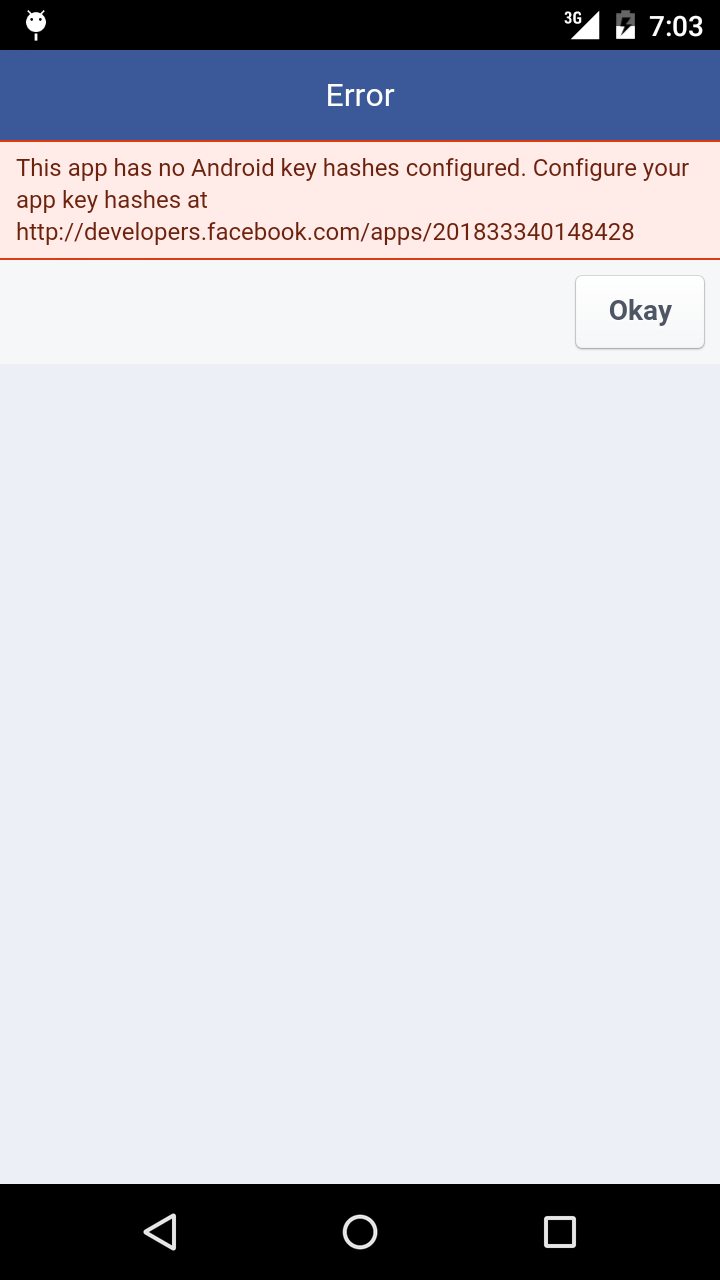 3G 7:03
Error
This app has no Android key hashes configured. Configure your
app key hashes at
http://developers.facebook.com/apps/201833340148428
Okay